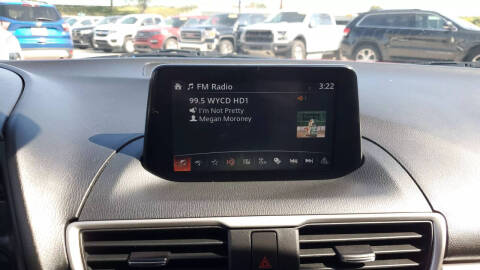 FM Radio
3:22
99.5 WYCD HD1
I'm Not Pretty
Megan Moroney